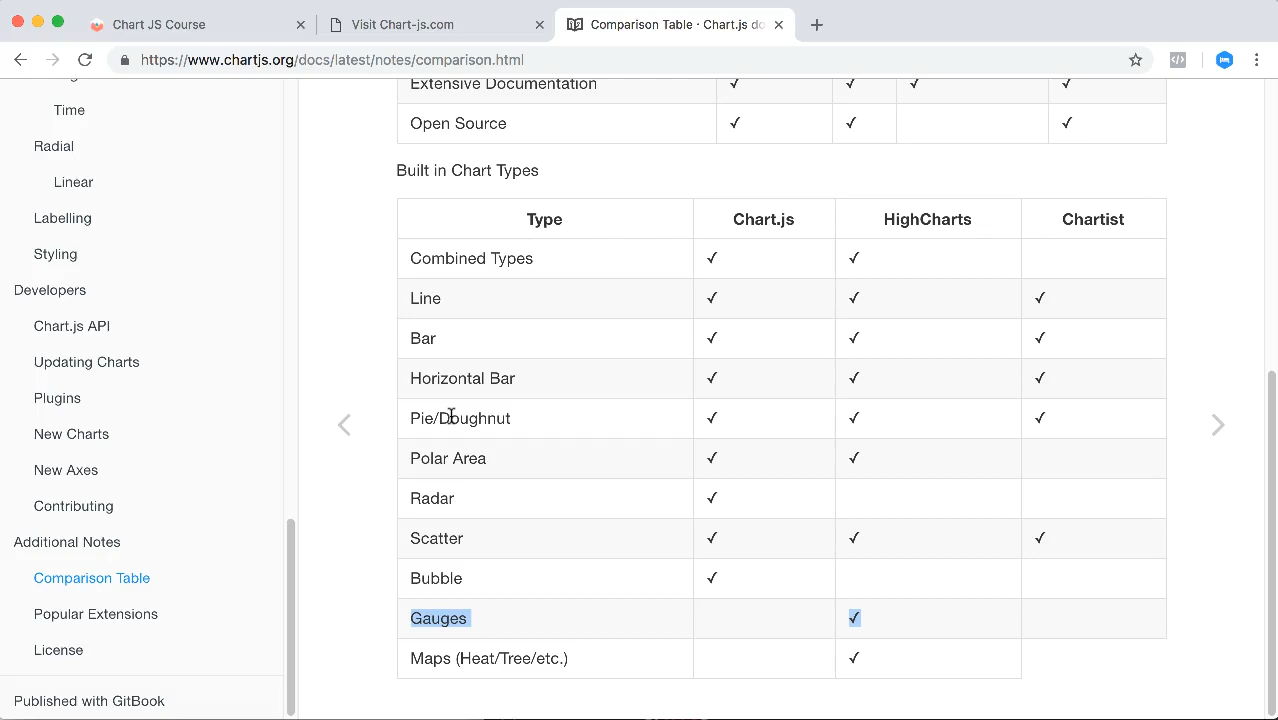 Chart JS Course
Visit Chart-js.com
Comparison Table · Chart.js do
https://www.chartjs.org/docs/latest/notes/comparison.html
Time
Radial
Linear
Labelling
Styling
Developers
Chart.js API
Updating Charts
Plugins
New Charts
New Axes
Contributing
Additional Notes
Comparison Table
Popular Extensions
License
Published with GitBook
Extensive Documentation ✓ ✓ ✓ ✓
Open Source ✓ ✓ ✓
Built in Chart Types
Type Chart.js HighCharts Chartist
Combined Types ✓ ✓
Line ✓ ✓ ✓
Bar ✓ ✓ ✓
Horizontal Bar ✓ ✓ ✓
Pie/Doughnut ✓ ✓ ✓
Polar Area ✓ ✓
Radar ✓
Scatter ✓ ✓ ✓
Bubble ✓
Gauges ✓
Maps (Heat/Tree/etc.) ✓